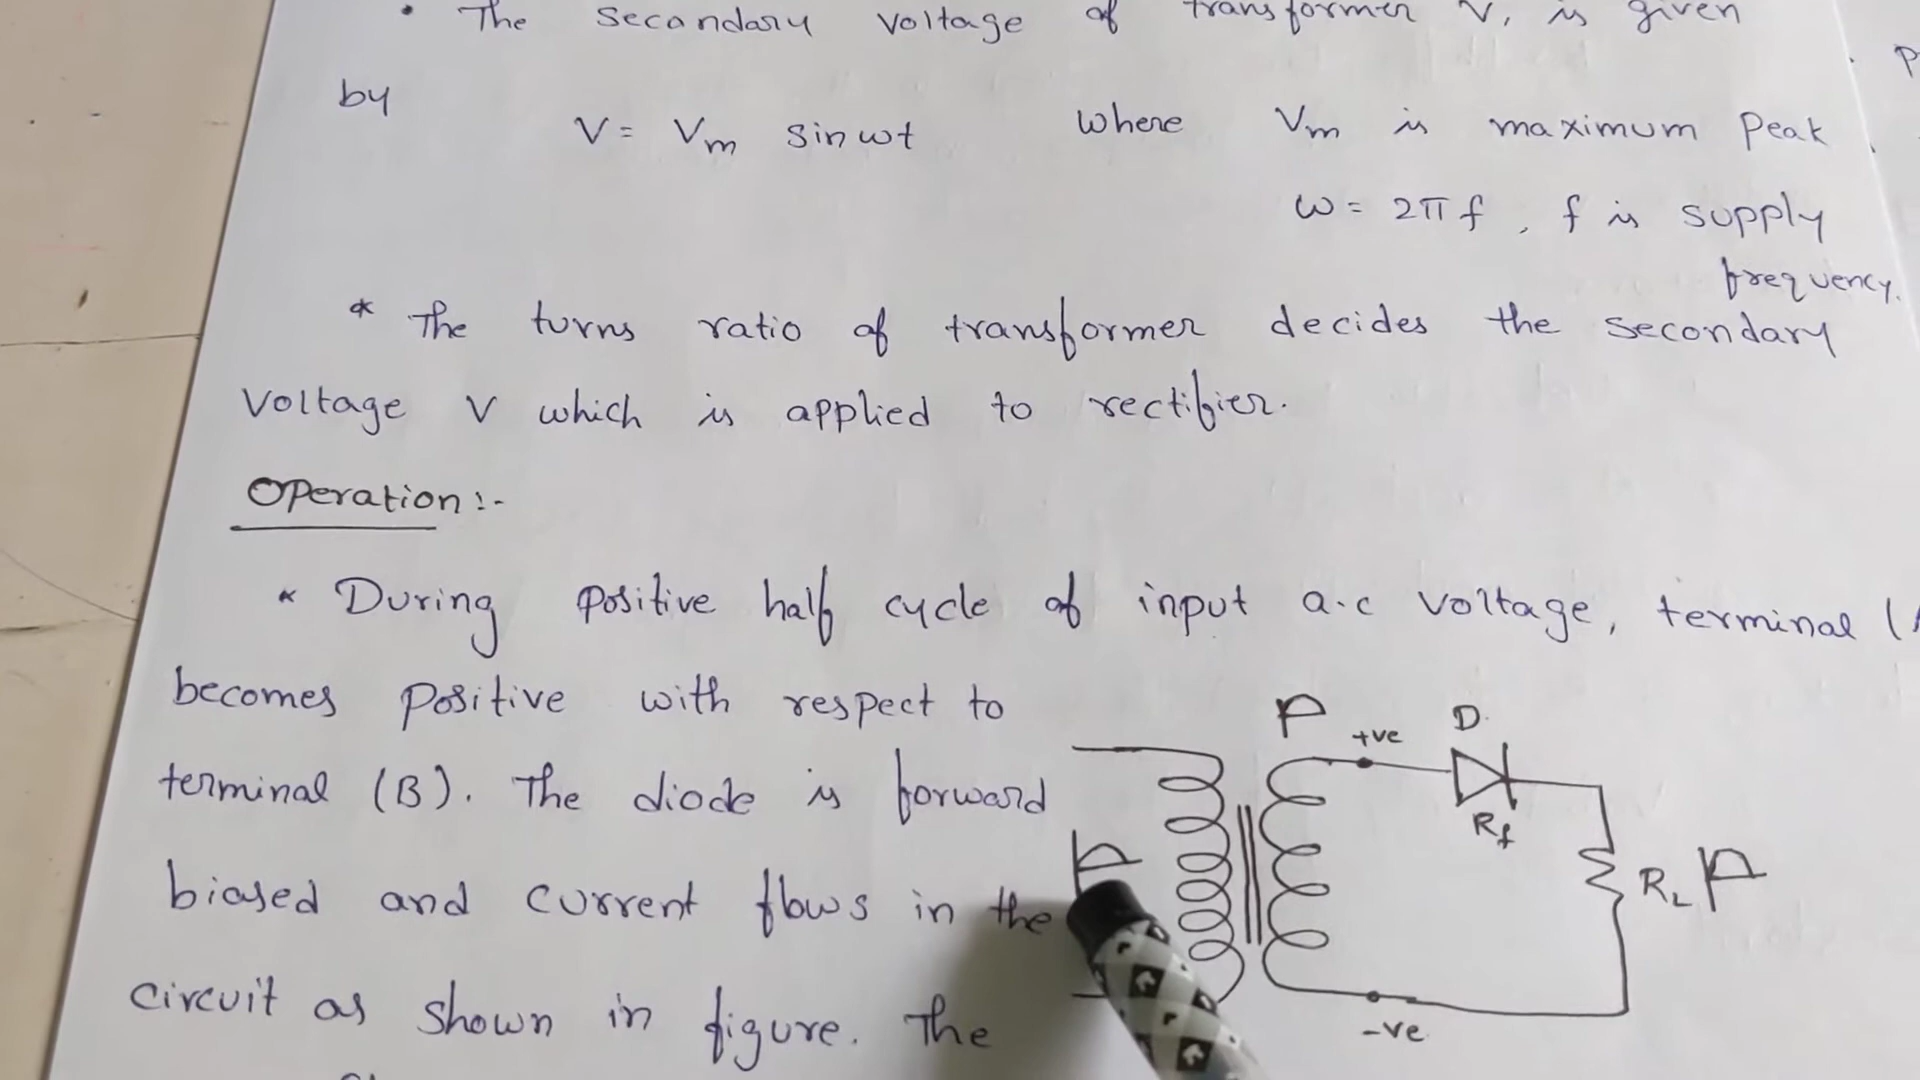 • The secondary voltage of transformer V, is given
by
V = Vm sin wt where Vm is maximum Peak
ω = 2πf, f is supply
frequency.
* The turns ratio of transformer decides the secondary
Voltage V which is applied to rectifier.
Operation :-
* During positive half cycle of input a.c voltage, terminal (
becomes positive with respect to
terminal (B). The diode is forward
biased and current flows in the
circuit as shown in figure. The
+ve D
Rf
RL
-ve